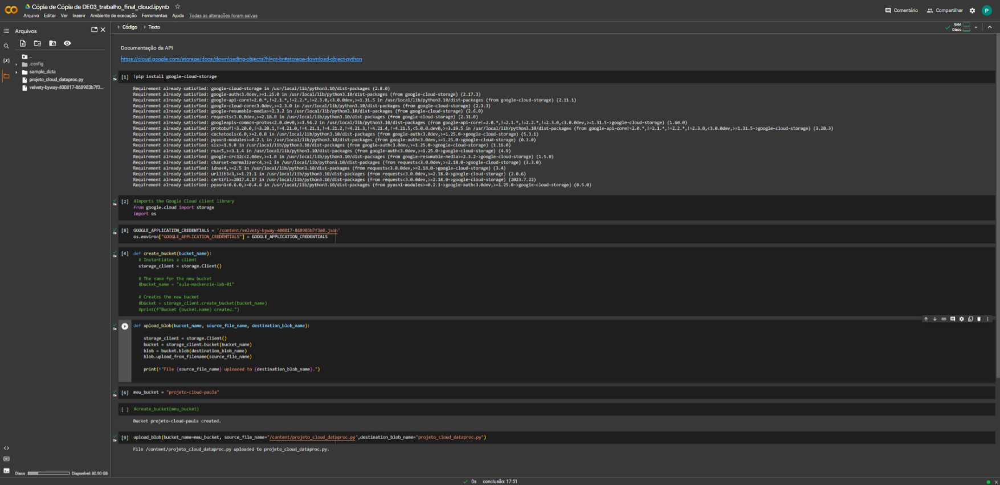 Cópia de Cópia de DE03_trabalho_final_cloud.ipynb
Arquivo Editar Ver Inserir Ambiente de execução Ferramentas Ajuda Todas as alterações foram salvas
Comentário Compartilhar P
Arquivos
+ Código + Texto
RAM
Disco
..
.config
sample_data
projeto_cloud_dataproc.py
velvety-byway-400817-868903b7f3...
Documentação da API
https://cloud.google.com/storage/docs/downloading-objects?hl=pt-br#storage-download-object-python
[1] !pip install google-cloud-storage
Requirement already satisfied: google-cloud-storage in /usr/local/lib/python3.10/dist-packages (2.8.0)
Requirement already satisfied: google-auth<3.0dev,>=1.25.0 in /usr/local/lib/python3.10/dist-packages (from google-cloud-storage) (2.17.3)
Requirement already satisfied: google-api-core!=2.0.*,!=2.1.*,!=2.2.*,!=2.3.0,<3.0.0dev,>=1.31.5 in /usr/local/lib/python3.10/dist-packages (from google-cloud-storage) (2.11.1)
Requirement already satisfied: google-cloud-core<3.0dev,>=2.3.0 in /usr/local/lib/python3.10/dist-packages (from google-cloud-storage) (2.3.3)
Requirement already satisfied: google-resumable-media>=2.3.2 in /usr/local/lib/python3.10/dist-packages (from google-cloud-storage) (2.6.0)
Requirement already satisfied: requests<3.0.0dev,>=2.18.0 in /usr/local/lib/python3.10/dist-packages (from google-cloud-storage) (2.31.0)
Requirement already satisfied: googleapis-common-protos<2.0.dev0,>=1.56.2 in /usr/local/lib/python3.10/dist-packages (from google-api-core!=2.0.*,!=2.1.*,!=2.2.*,!=2.3.0,<3.0.0dev,>=1.31.5->google-cloud-storage) (1.60.0)
Requirement already satisfied: protobuf!=3.20.0,!=3.20.1,!=4.21.0,!=4.21.1,!=4.21.2,!=4.21.3,!=4.21.4,!=4.21.5,<5.0.0.dev0,>=3.19.5 in /usr/local/lib/python3.10/dist-packages (from google-api-core!=2.0.*,!=2.1.*,!=2.2.*,!=2.3.0,<3.0.0dev,>=1.31.5->google-cloud-storage) (3.20.3)
Requirement already satisfied: cachetools<6.0,>=2.0.0 in /usr/local/lib/python3.10/dist-packages (from google-auth<3.0dev,>=1.25.0->google-cloud-storage) (5.3.1)
Requirement already satisfied: pyasn1-modules>=0.2.1 in /usr/local/lib/python3.10/dist-packages (from google-auth<3.0dev,>=1.25.0->google-cloud-storage) (0.3.0)
Requirement already satisfied: six>=1.9.0 in /usr/local/lib/python3.10/dist-packages (from google-auth<3.0dev,>=1.25.0->google-cloud-storage) (1.16.0)
Requirement already satisfied: rsa<5,>=3.1.4 in /usr/local/lib/python3.10/dist-packages (from google-auth<3.0dev,>=1.25.0->google-cloud-storage) (4.9)
Requirement already satisfied: google-crc32c<2.0dev,>=1.0 in /usr/local/lib/python3.10/dist-packages (from google-resumable-media>=2.3.2->google-cloud-storage) (1.5.0)
Requirement already satisfied: charset-normalizer<4,>=2 in /usr/local/lib/python3.10/dist-packages (from requests<3.0.0dev,>=2.18.0->google-cloud-storage) (3.3.0)
Requirement already satisfied: idna<4,>=2.5 in /usr/local/lib/python3.10/dist-packages (from requests<3.0.0dev,>=2.18.0->google-cloud-storage) (3.4)
Requirement already satisfied: urllib3<3,>=1.21.1 in /usr/local/lib/python3.10/dist-packages (from requests<3.0.0dev,>=2.18.0->google-cloud-storage) (2.0.6)
Requirement already satisfied: certifi>=2017.4.17 in /usr/local/lib/python3.10/dist-packages (from requests<3.0.0dev,>=2.18.0->google-cloud-storage) (2023.7.22)
Requirement already satisfied: pyasn1<0.6.0,>=0.4.6 in /usr/local/lib/python3.10/dist-packages (from pyasn1-modules>=0.2.1->google-auth<3.0dev,>=1.25.0->google-cloud-storage) (0.5.0)
[2] #Imports the Google Cloud client library
from google.cloud import storage
import os
[8] GOOGLE_APPLICATION_CREDENTIALS = '/content/velvety-byway-400817-868903b7f3e0.json'
os.environ["GOOGLE_APPLICATION_CREDENTIALS"] = GOOGLE_APPLICATION_CREDENTIALS
[4] def create_bucket(bucket_name):
# Instantiates a client
storage_client = storage.Client()
# The name for the new bucket
#bucket_name = "aula-mackenzie-lab-01"
# Creates the new bucket
#bucket = storage_client.create_bucket(bucket_name)
#print(f"Bucket {bucket.name} created.")
def upload_blob(bucket_name, source_file_name, destination_blob_name):
storage_client = storage.Client()
bucket = storage_client.bucket(bucket_name)
blob = bucket.blob(destination_blob_name)
blob.upload_from_filename(source_file_name)
print(f"File {source_file_name} uploaded to {destination_blob_name}.")
[6] meu_bucket = "projeto-cloud-paula"
[ ] #create_bucket(meu_bucket)
Bucket projeto-cloud-paula created.
[9] upload_blob(bucket_name=meu_bucket, source_file_name="/content/projeto_cloud_dataproc.py",destination_blob_name="projeto_cloud_dataproc.py")
File /content/projeto_cloud_dataproc.py uploaded to projeto_cloud_dataproc.py.
Disco Disponível: 80.90 GB
0s conclusão: 17:51